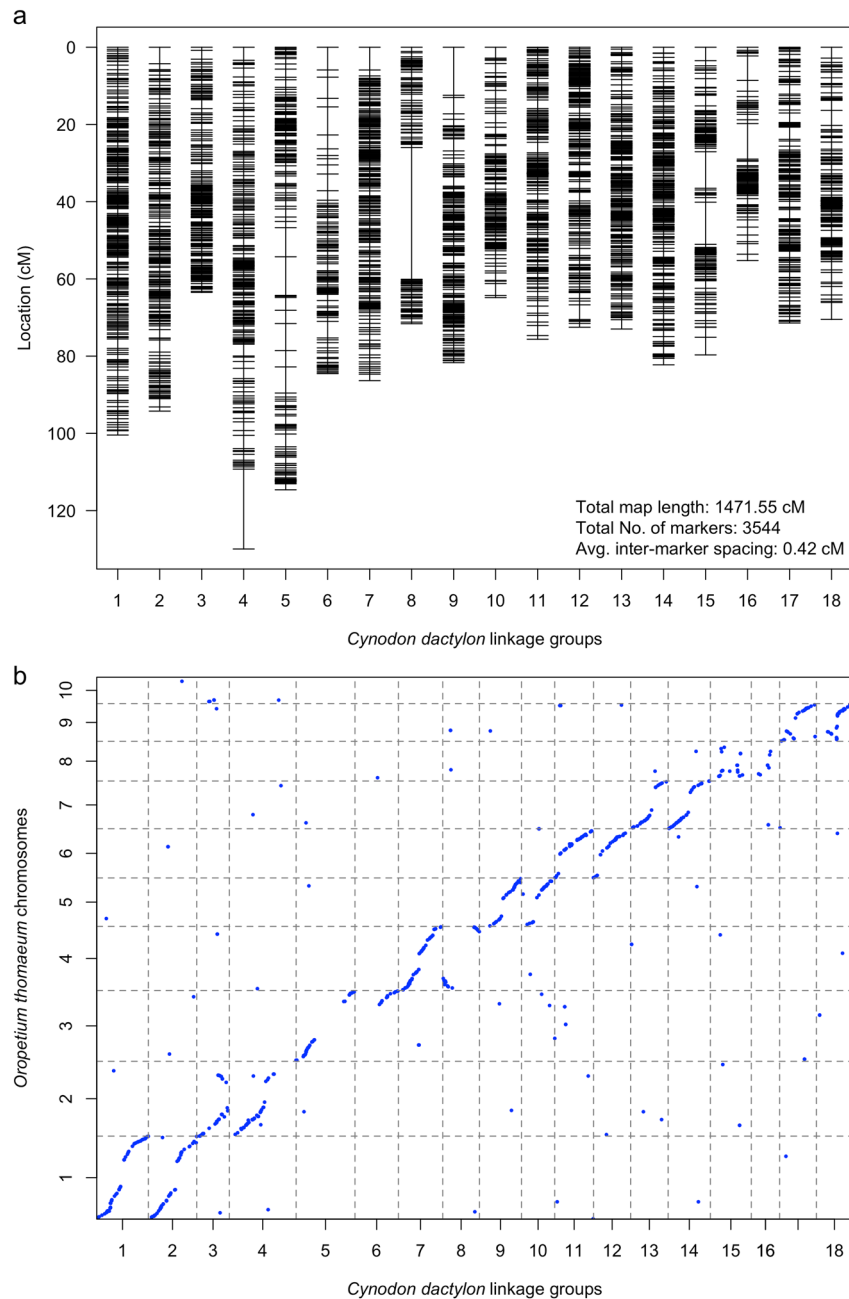 a
0
20
40
60
80
100
120
Location (cM)
Total map length: 1471.55 cM
Total No. of markers: 3544
Avg. inter-marker spacing: 0.42 cM
1 2 3 4 5 6 7 8 9 10 11 12 13 14 15 16 17 18
Cynodon dactylon linkage groups
b
10
9
8
7
6
5
4
3
2
1
Oropetium thomaeum chromosomes
1 2 3 4 5 6 7 8 9 10 11 12 13 14 15 16 18
Cynodon dactylon linkage groups